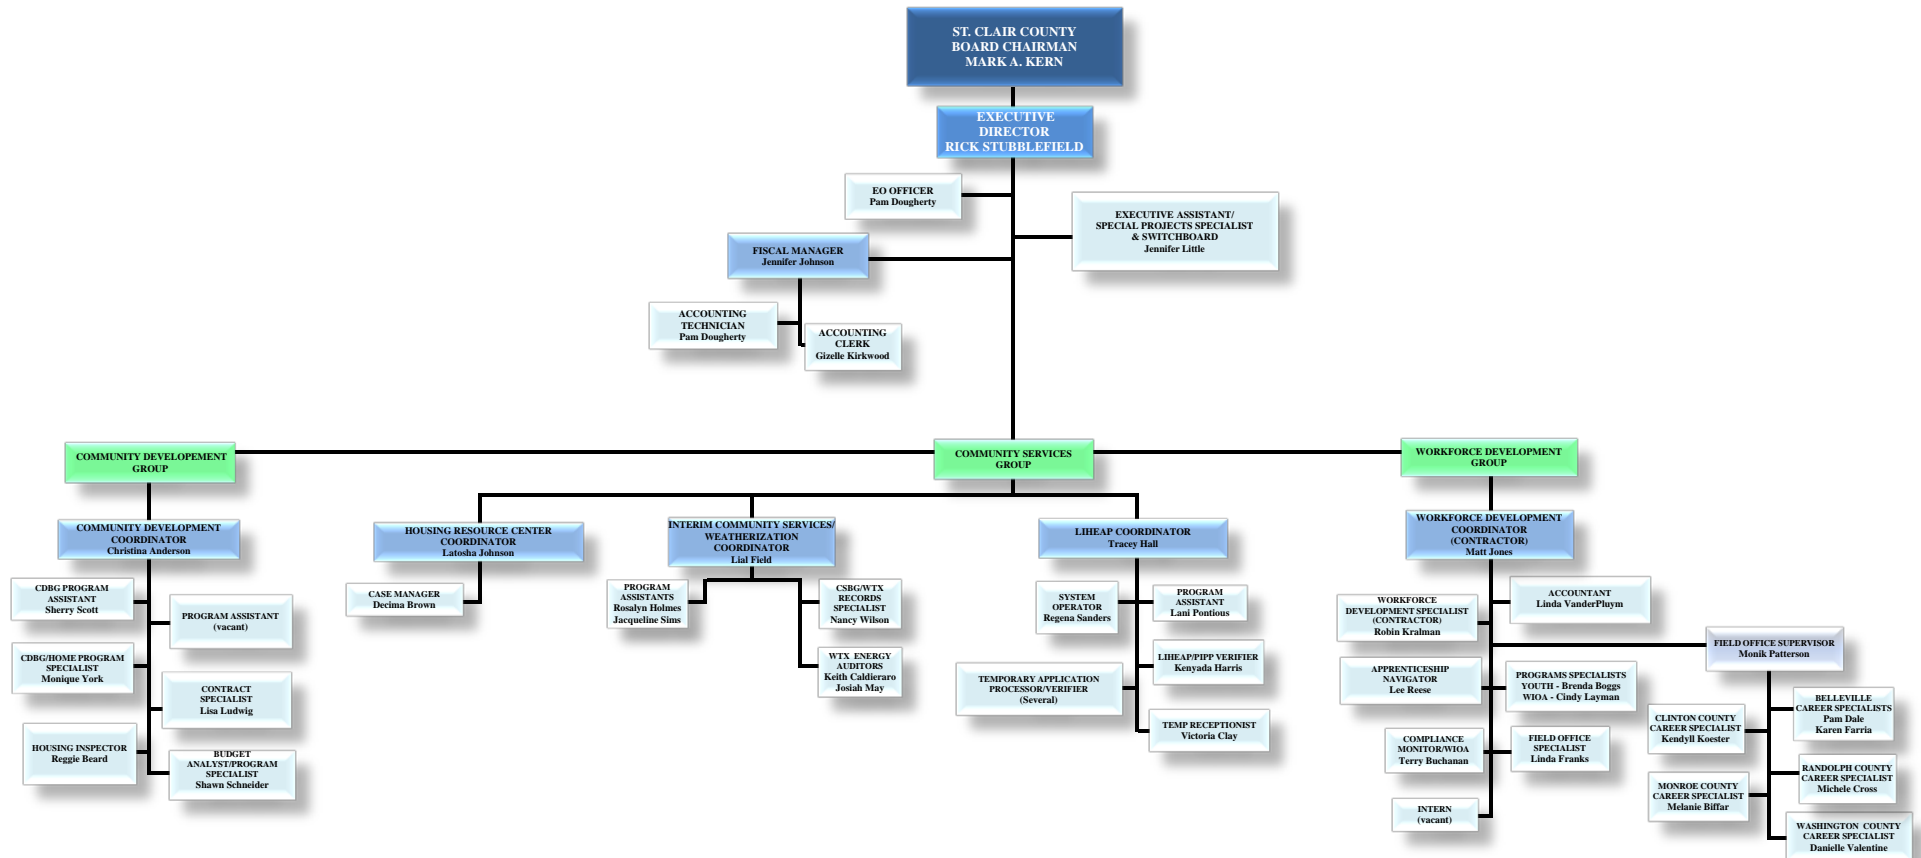 ST. CLAIR COUNTY
BOARD CHAIRMAN
MARK A. KERN
EXECUTIVE
DIRECTOR
RICK STUBBLEFIELD
EO OFFICER
Pam Dougherty
EXECUTIVE ASSISTANT/
SPECIAL PROJECTS SPECIALIST
& SWITCHBOARD
Jennifer Little
FISCAL MANAGER
Jennifer Johnson
ACCOUNTING
TECHNICIAN
Pam Dougherty
ACCOUNTING
CLERK
Gizelle Kirkwood
COMMUNITY DEVELOPEMENT
GROUP
COMMUNITY SERVICES
GROUP
WORKFORCE DEVELOPMENT
GROUP
COMMUNITY DEVELOPMENT
COORDINATOR
Christina Anderson
CDBG PROGRAM
ASSISTANT
Sherry Scott
PROGRAM ASSISTANT
(vacant)
CDBG/HOME PROGRAM
SPECIALIST
Monique York
CONTRACT
SPECIALIST
Lisa Ludwig
HOUSING INSPECTOR
Reggie Beard
BUDGET
ANALYST/PROGRAM
SPECIALIST
Shawn Schneider
HOUSING RESOURCE CENTER
COORDINATOR
Latosha Johnson
CASE MANAGER
Decima Brown
INTERIM COMMUNITY SERVICES/
WEATHERIZATION
COORDINATOR
Lial Field
PROGRAM
ASSISTANTS
Rosalyn Holmes
Jacqueline Sims
CSBG/WTX
RECORDS
SPECIALIST
Nancy Wilson
WTX ENERGY
AUDITORS
Keith Caldieraro
Josiah May
LIHEAP COORDINATOR
Tracey Hall
SYSTEM
OPERATOR
Regena Sanders
PROGRAM
ASSISTANT
Lani Pontious
LIHEAP/PIPP VERIFIER
Kenyada Harris
TEMPORARY APPLICATION
PROCESSOR/VERIFIER
(Several)
TEMP RECEPTIONIST
Victoria Clay
WORKFORCE DEVELOPMENT
COORDINATOR
(CONTRACTOR)
Matt Jones
ACCOUNTANT
Linda VanderPluym
WORKFORCE
DEVELOPMENT SPECIALIST
(CONTRACTOR)
Robin Kralman
FIELD OFFICE SUPERVISOR
Monik Patterson
APPRENTICESHIP
NAVIGATOR
Lee Reese
PROGRAMS SPECIALISTS
YOUTH - Brenda Boggs
WIOA - Cindy Layman
COMPLIANCE
MONITOR/WIOA
Terry Buchanan
FIELD OFFICE
SPECIALIST
Linda Franks
INTERN
(vacant)
BELLEVILLE
CAREER SPECIALISTS
Pam Dale
Karen Farria
CLINTON COUNTY
CAREER SPECIALIST
Kendyll Koester
RANDOLPH COUNTY
CAREER SPECIALIST
Michele Cross
MONROE COUNTY
CAREER SPECIALIST
Melanie Biffar
WASHINGTON COUNTY
CAREER SPECIALIST
Danielle Valentine